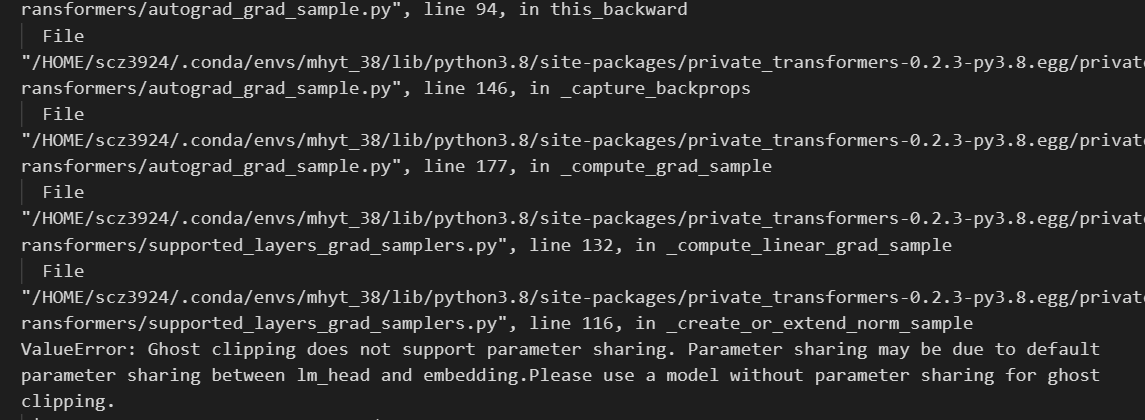 ransformers/autograd_grad_sample.py", line 94, in this_backward
File
"/HOME/scz3924/.conda/envs/mhyt_38/lib/python3.8/site-packages/private_transformers-0.2.3-py3.8.egg/privat
ransformers/autograd_grad_sample.py", line 146, in _capture_backprops
File
"/HOME/scz3924/.conda/envs/mhyt_38/lib/python3.8/site-packages/private_transformers-0.2.3-py3.8.egg/privat
ransformers/autograd_grad_sample.py", line 177, in _compute_grad_sample
File
"/HOME/scz3924/.conda/envs/mhyt_38/lib/python3.8/site-packages/private_transformers-0.2.3-py3.8.egg/privat
ransformers/supported_layers_grad_samplers.py", line 132, in _compute_linear_grad_sample
File
"/HOME/scz3924/.conda/envs/mhyt_38/lib/python3.8/site-packages/private_transformers-0.2.3-py3.8.egg/privat
ransformers/supported_layers_grad_samplers.py", line 116, in _create_or_extend_norm_sample
ValueError: Ghost clipping does not support parameter sharing. Parameter sharing may be due to default
parameter sharing between lm_head and embedding.Please use a model without parameter sharing for ghost
clipping.